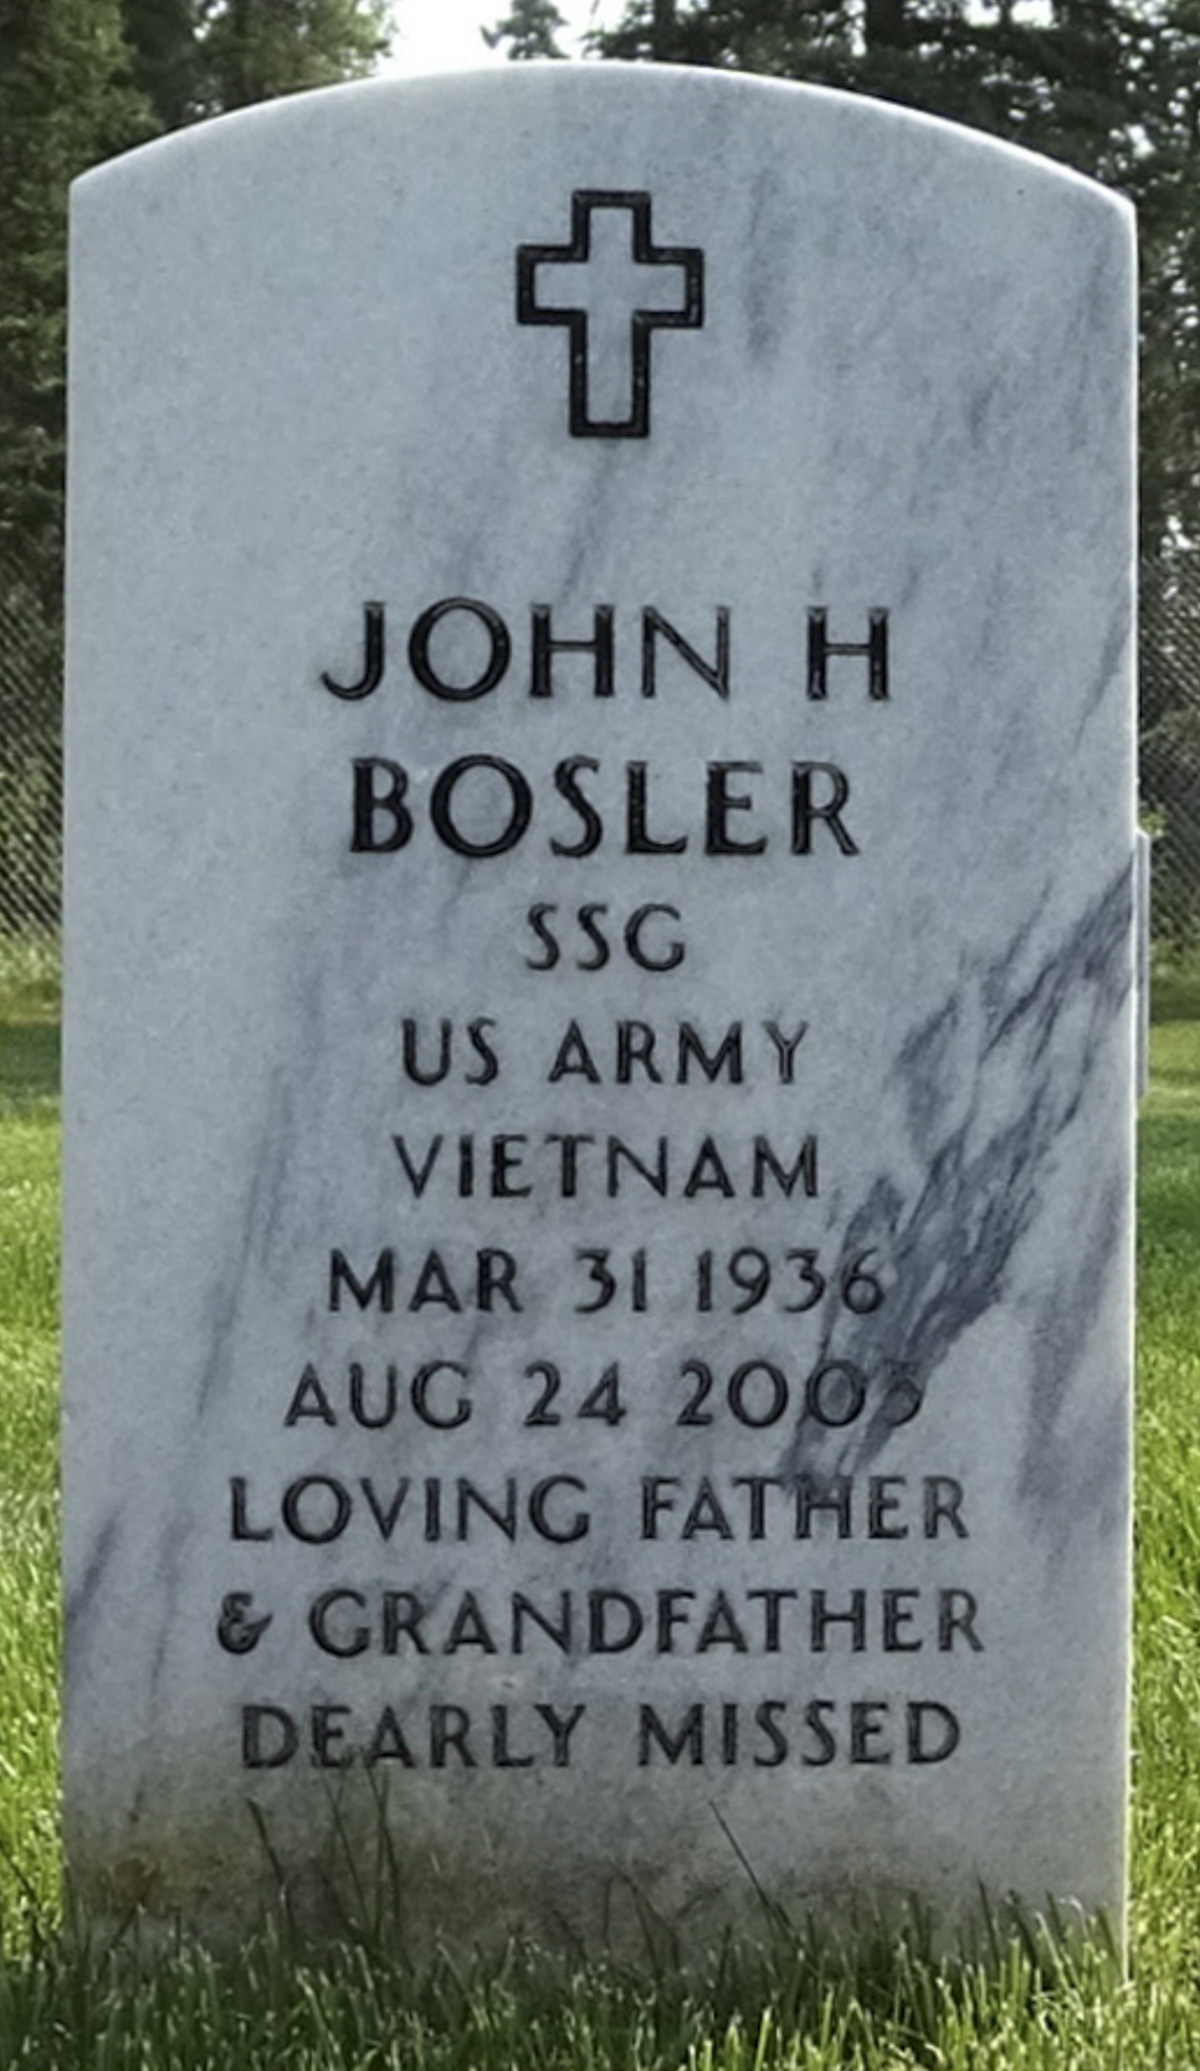 JOHN H
BOSLER
SSG
US ARMY
VIETNAM
MAR 31 1936
AUG 24
LOVING FATHER
& GRANDFATHER
DEARLY MISSED